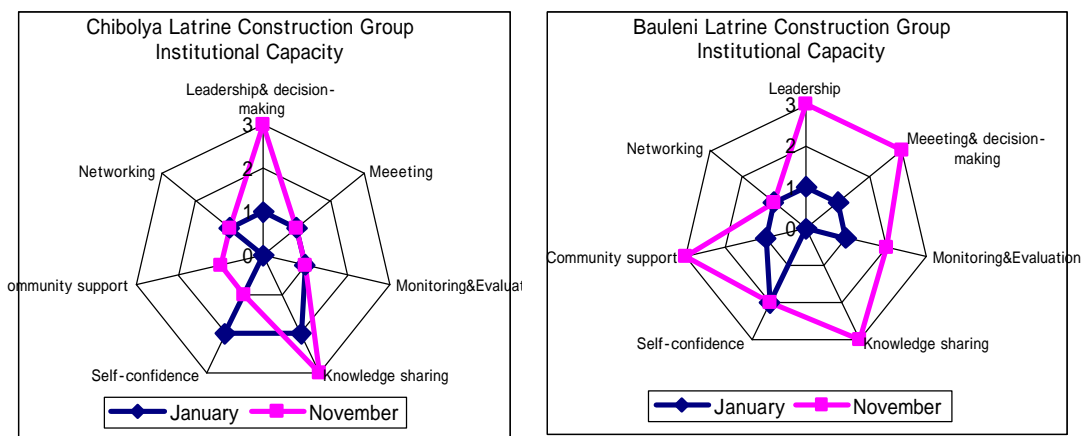 Chibolya Latrine Construction Group
Institutional Capacity
Leadership& decision-
making
3
2
1
0
Networking
Meeeting
ommunity support
Monitoring&Evaluat
Self-confidence
Knowledge sharing
January
November
Bauleni Latrine Construction Group
Institutional Capacity
Leadership
3
2
1
0
Networking
Meeeting& decision-
making
Community support
Monitoring&Evaluation
Self-confidence
Knowledge sharing
January
November